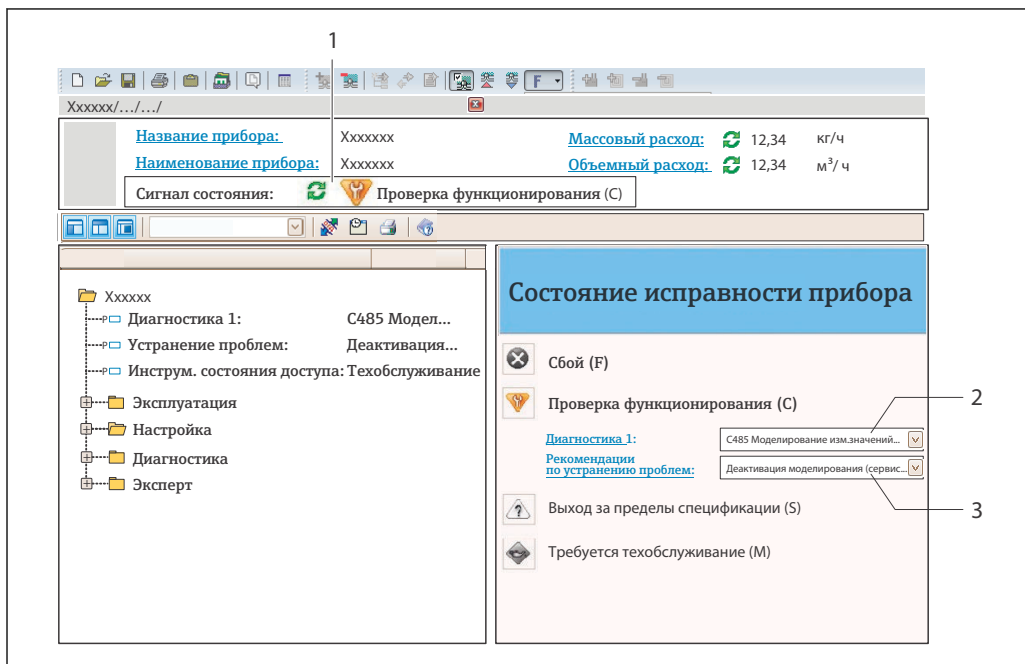 1
F
Xxxxxx/.../.../
Название прибора: Xxxxxxx Массовый расход: 12,34 кг/ч
Наименование прибора: Xxxxxxx Объемный расход: 12,34 м³/ ч
Сигнал состояния: Проверка функционирования (C)
Xxxxxx
P Диагностика 1: C485 Модел...
P Устранение проблем: Деактивация...
P Инструм. состояния доступа: Техобслуживание
Эксплуатация
Настройка
Диагностика
Эксперт
Состояние исправности прибора
Сбой (F)
Проверка функционирования (C)
2
Диагностика 1: C485 Моделирование изм.значений...
Рекомендации
по устранению проблем: Деактивация моделирования (сервис...
3
Выход за пределы спецификации (S)
Требуется техобслуживание (M)